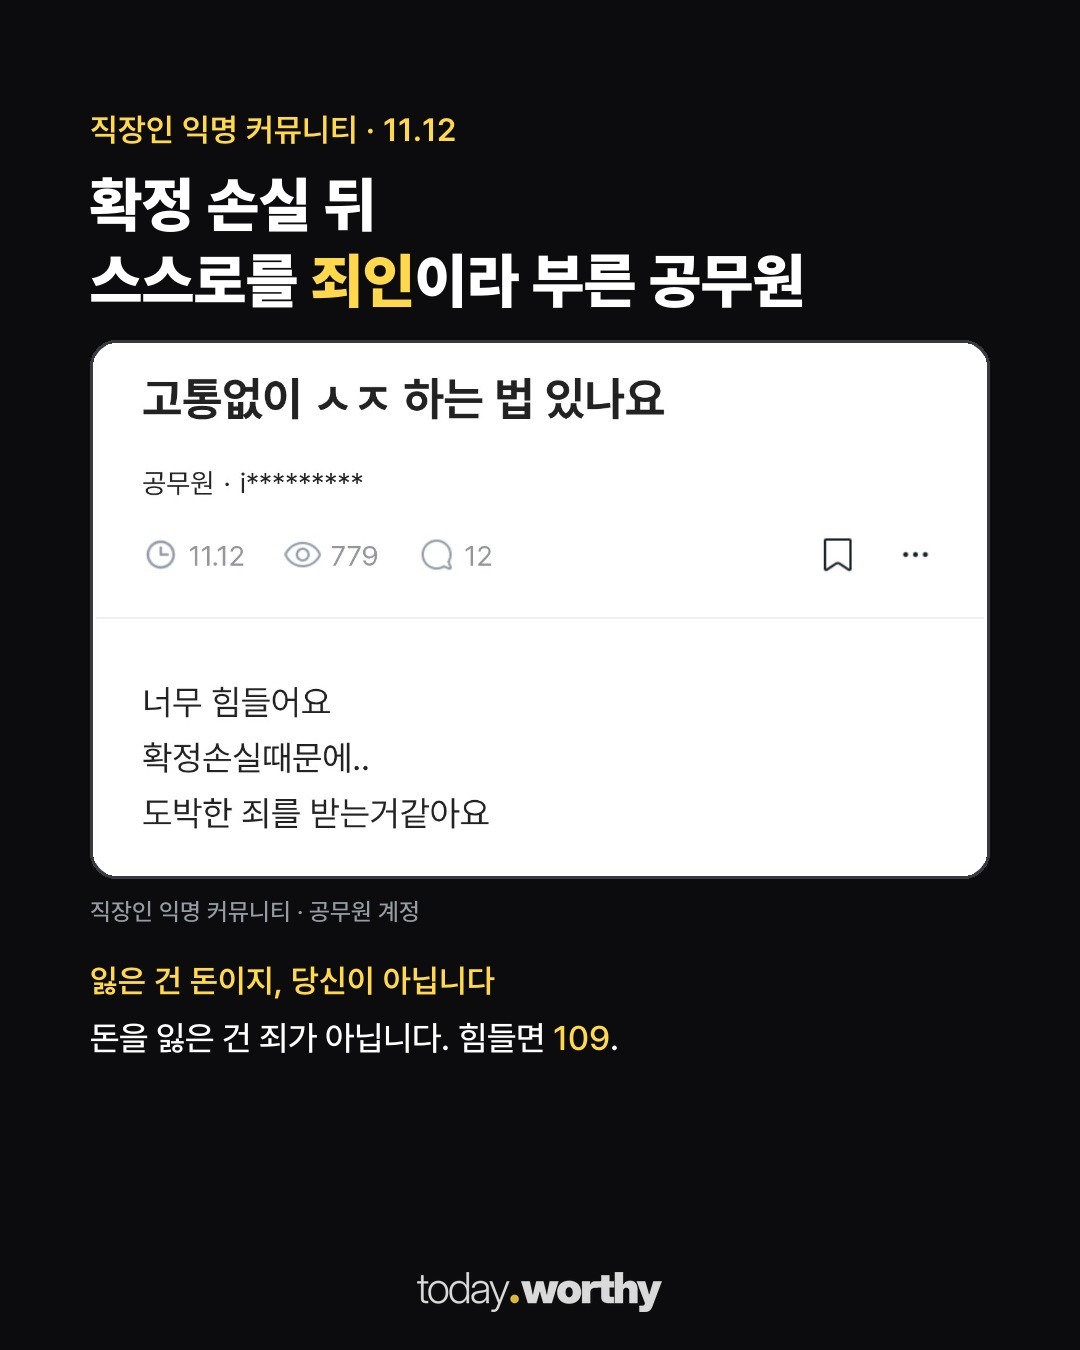 직장인 익명 커뮤니티 · 11.12
확정 손실 뒤
스스로를 죄인이라 부른 공무원
고통없이 ㅅㅈ 하는 법 있나요
공무원 · i*********
11.12 779 12
너무 힘들어요
확정손실때문에..
도박한 죄를 받는거같아요
직장인 익명 커뮤니티 · 공무원 계정
잃은 건 돈이지, 당신이 아닙니다
돈을 잃은 건 죄가 아닙니다. 힘들면 109.
today.worthy